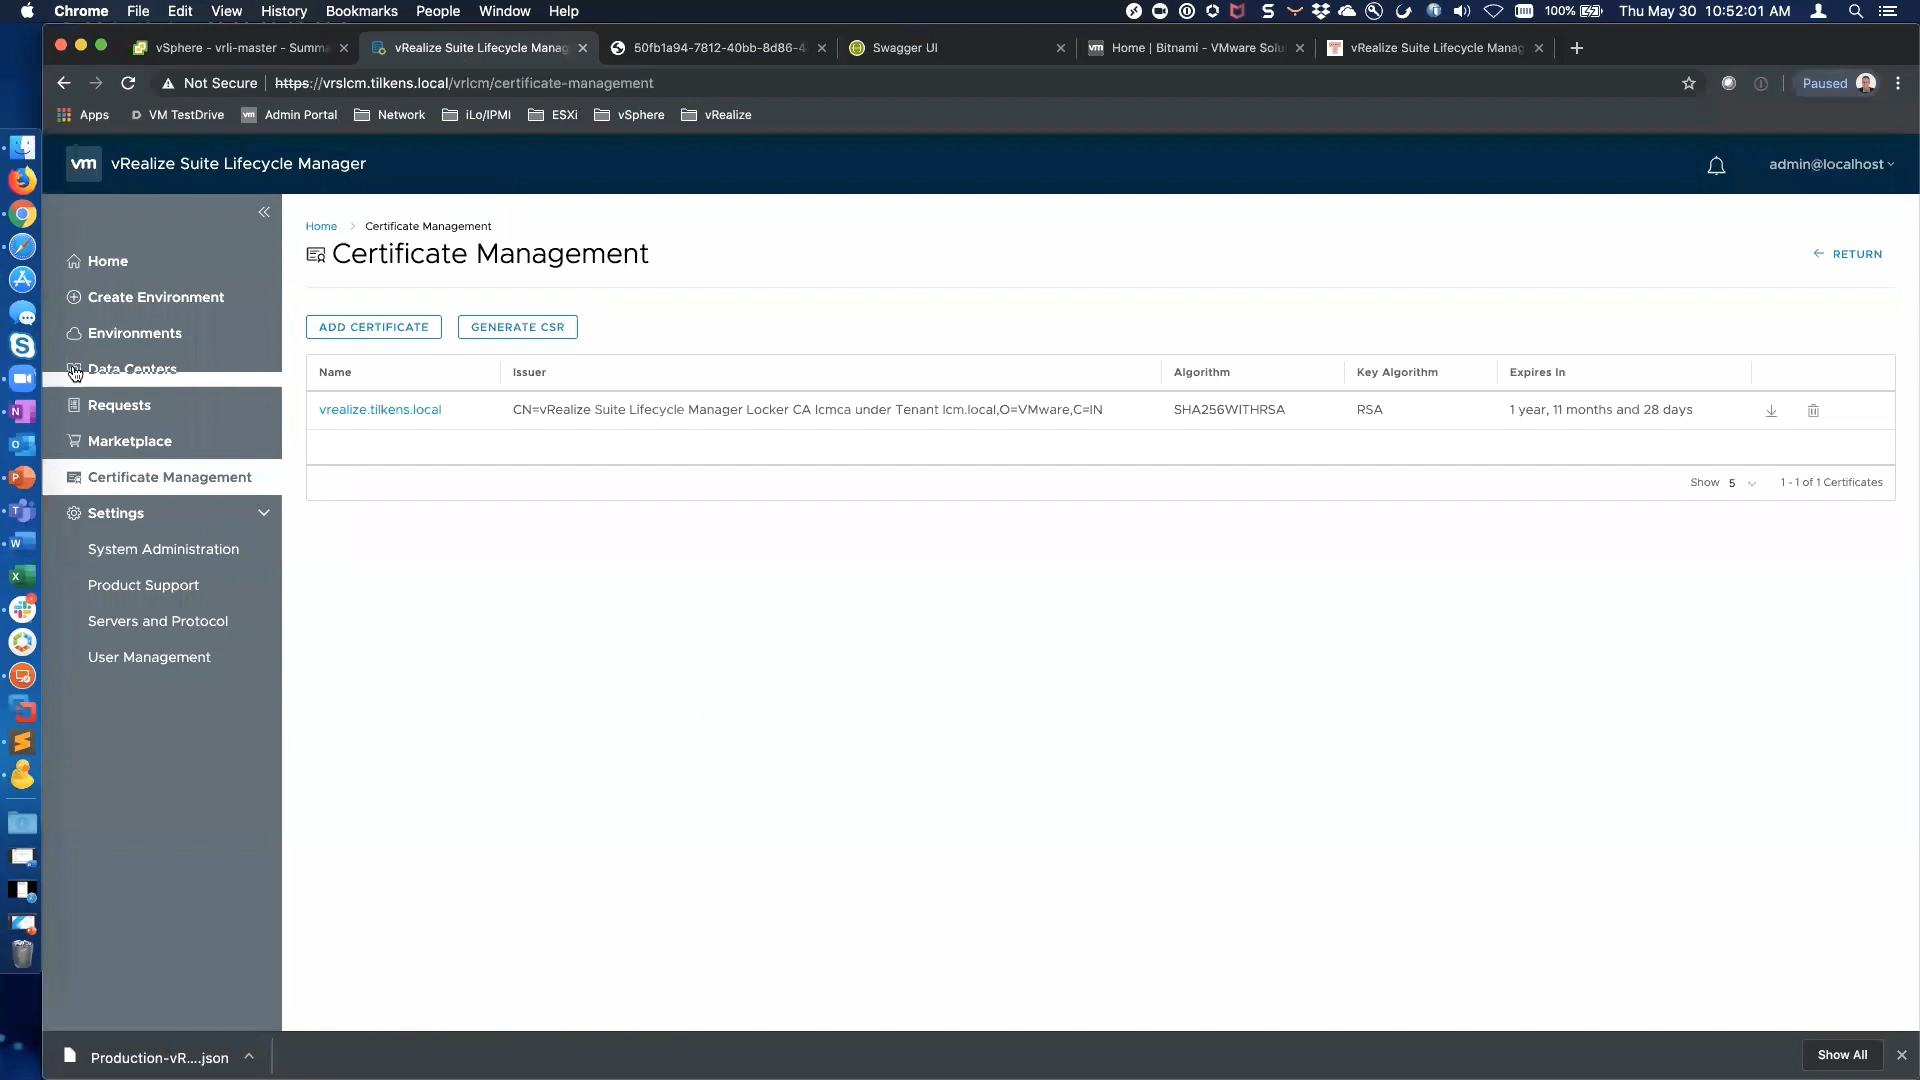 Chrome File Edit View History Bookmarks People Window Help 100% Thu May 30 10:52:01 AM
vSphere - vrli-master - Summa vRealize Suite Lifecycle Manag 50fb1a94-7812-40bb-8d86-4 Swagger UI Home | Bitnami - VMware Solu vRealize Suite Lifecycle Manag
Not Secure https://vrslcm.tilkens.local/vrlcm/certificate-management Paused
Apps VM TestDrive Admin Portal Network iLo/IPMI ESXi vSphere vRealize
vm vRealize Suite Lifecycle Manager admin@localhost
Home
Create Environment
Environments
Data Centers
Requests
Marketplace
Certificate Management
Settings
System Administration
Product Support
Servers and Protocol
User Management
Home > Certificate Management
Certificate Management
RETURN
ADD CERTIFICATE GENERATE CSR
Name Issuer Algorithm Key Algorithm Expires In
vrealize.tilkens.local CN=vRealize Suite Lifecycle Manager Locker CA lcmca under Tenant lcm.local,O=VMware,C=IN SHA256WITHRSA RSA 1 year, 11 months and 28 days
Show 5 1 - 1 of 1 Certificates
Production-vR....json Show All